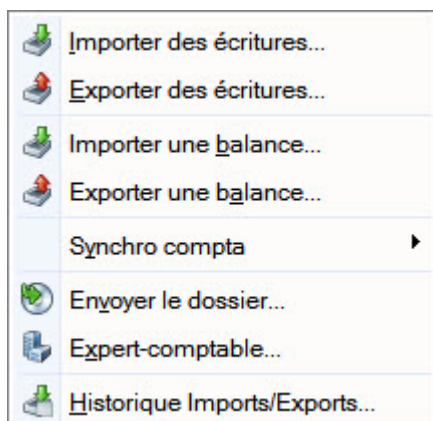 Importer des écritures...
Exporter des écritures...
Importer une balance...
Exporter une balance...
Synchro compta
Envoyer le dossier...
Expert-comptable...
Historique Imports/Exports...